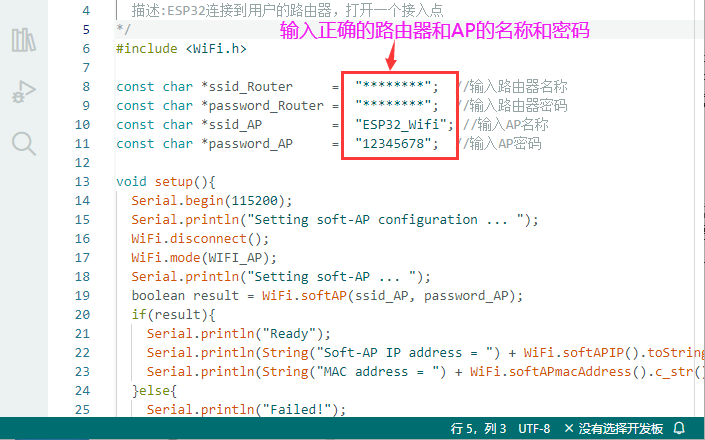 4 描述:ESP32连接到用户的路由器，打开一个接入点
5 */
输入正确的路由器和AP的名称和密码
6 #include <WiFi.h>
7
8 const char *ssid_Router = "********"; //输入路由器名称
9 const char *password_Router = "********"; //输入路由器密码
10 const char *ssid_AP = "ESP32_Wifi"; //输入AP名称
11 const char *password_AP = "12345678"; //输入AP密码
12
13 void setup(){
14 Serial.begin(115200);
15 Serial.println("Setting soft-AP configuration ... ");
16 WiFi.disconnect();
17 WiFi.mode(WIFI_AP);
18 Serial.println("Setting soft-AP ... ");
19 boolean result = WiFi.softAP(ssid_AP, password_AP);
20 if(result){
21 Serial.println("Ready");
22 Serial.println(String("Soft-AP IP address = ") + WiFi.softAPIP().toString
23 Serial.println(String("MAC address = ") + WiFi.softAPmacAddress().c_str()
24 }else{
25 Serial.println("Failed!");
行 5，列 3 UTF-8 × 没有选择开发板